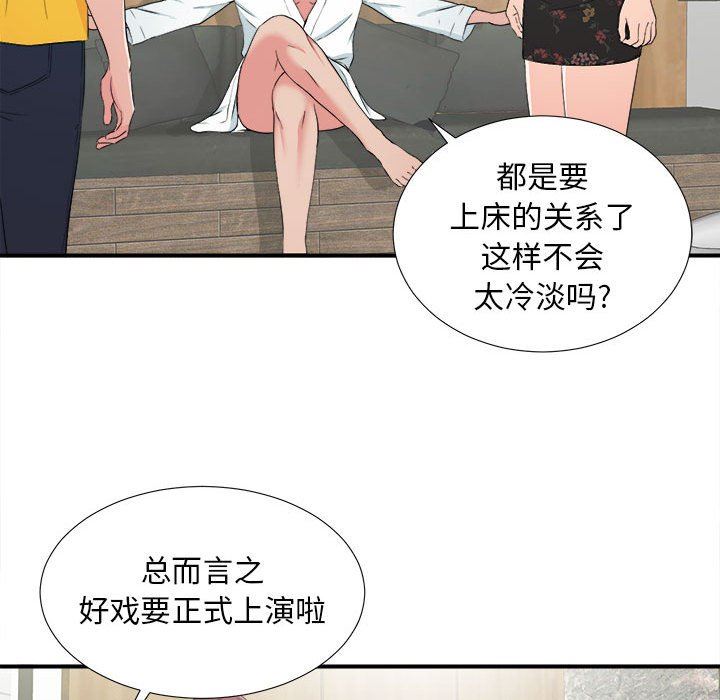 都是要
上床的关系了
这样不会
太冷淡吗?
总而言之
好戏要正式上演啦